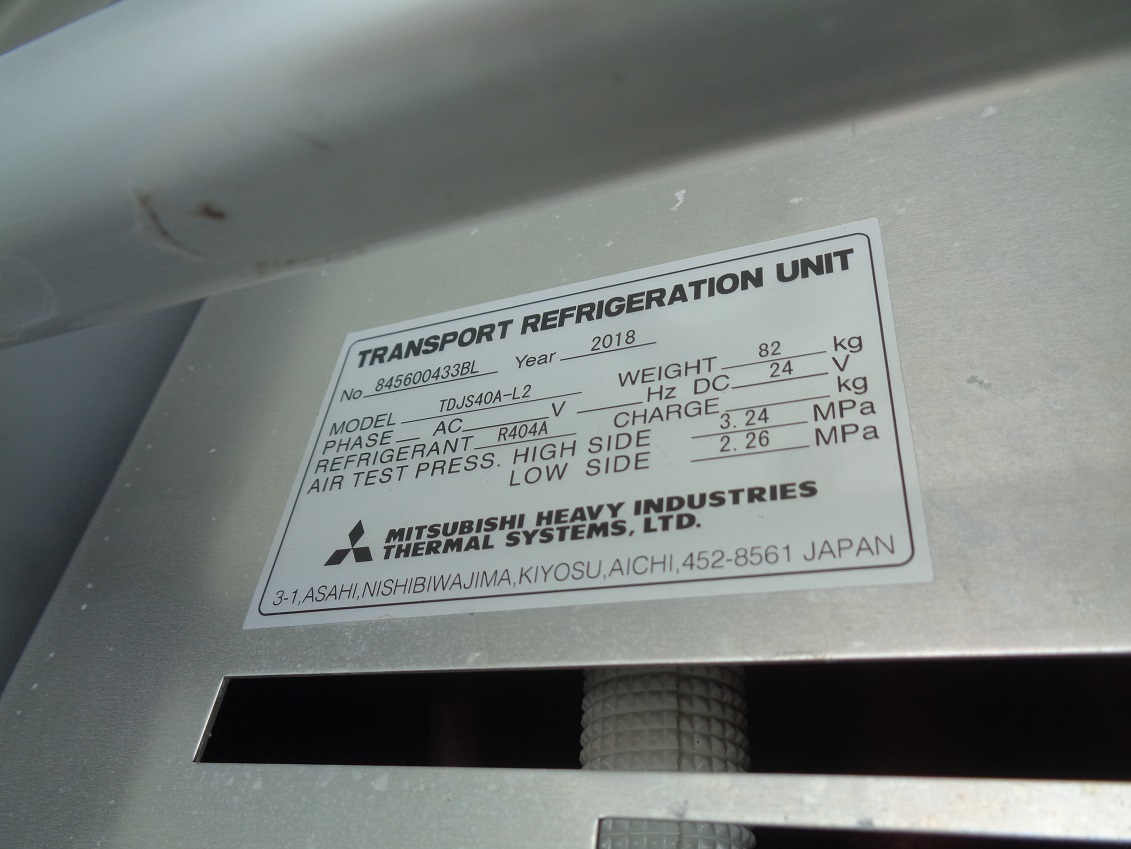 TRANSPORT REFRIGERATION UNIT
No 845600433BL Year 2018
MODEL TDJS40A-L2 WEIGHT 82 kg
PHASE AC V Hz DC 24 V
REFRIGERANT R404A CHARGE kg
AIR TEST PRESS. HIGH SIDE 3.24 MPa
LOW SIDE 2.26 MPa
MITSUBISHI HEAVY INDUSTRIES
THERMAL SYSTEMS, LTD.
3-1,ASAHI,NISHIBIWAJIMA,KIYOSU,AICHI,452-8561 JAPAN